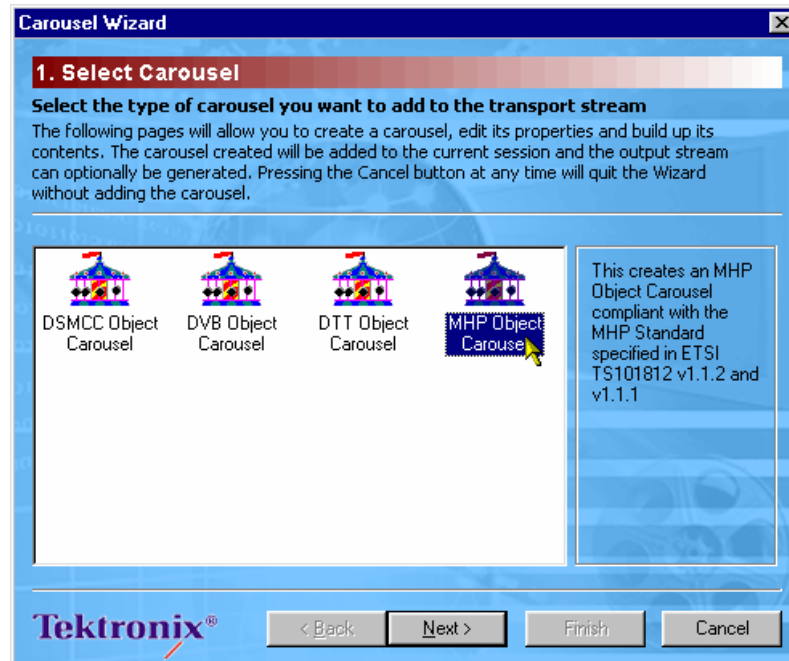 Carousel Wizard
1. Select Carousel
Select the type of carousel you want to add to the transport stream
The following pages will allow you to create a carousel, edit its properties and build up its
contents. The carousel created will be added to the current session and the output stream
can optionally be generated. Pressing the Cancel button at any time will quit the Wizard
without adding the carousel.
DSMCC Object
Carousel
DVB Object
Carousel
DTT Object
Carousel
MHP Object
Carousel
This creates an MHP
Object Carousel
compliant with the
MHP Standard
specified in ETSI
TS101812 v1.1.2 and
v1.1.1
Tektronix®
< Back
Next >
Finish
Cancel